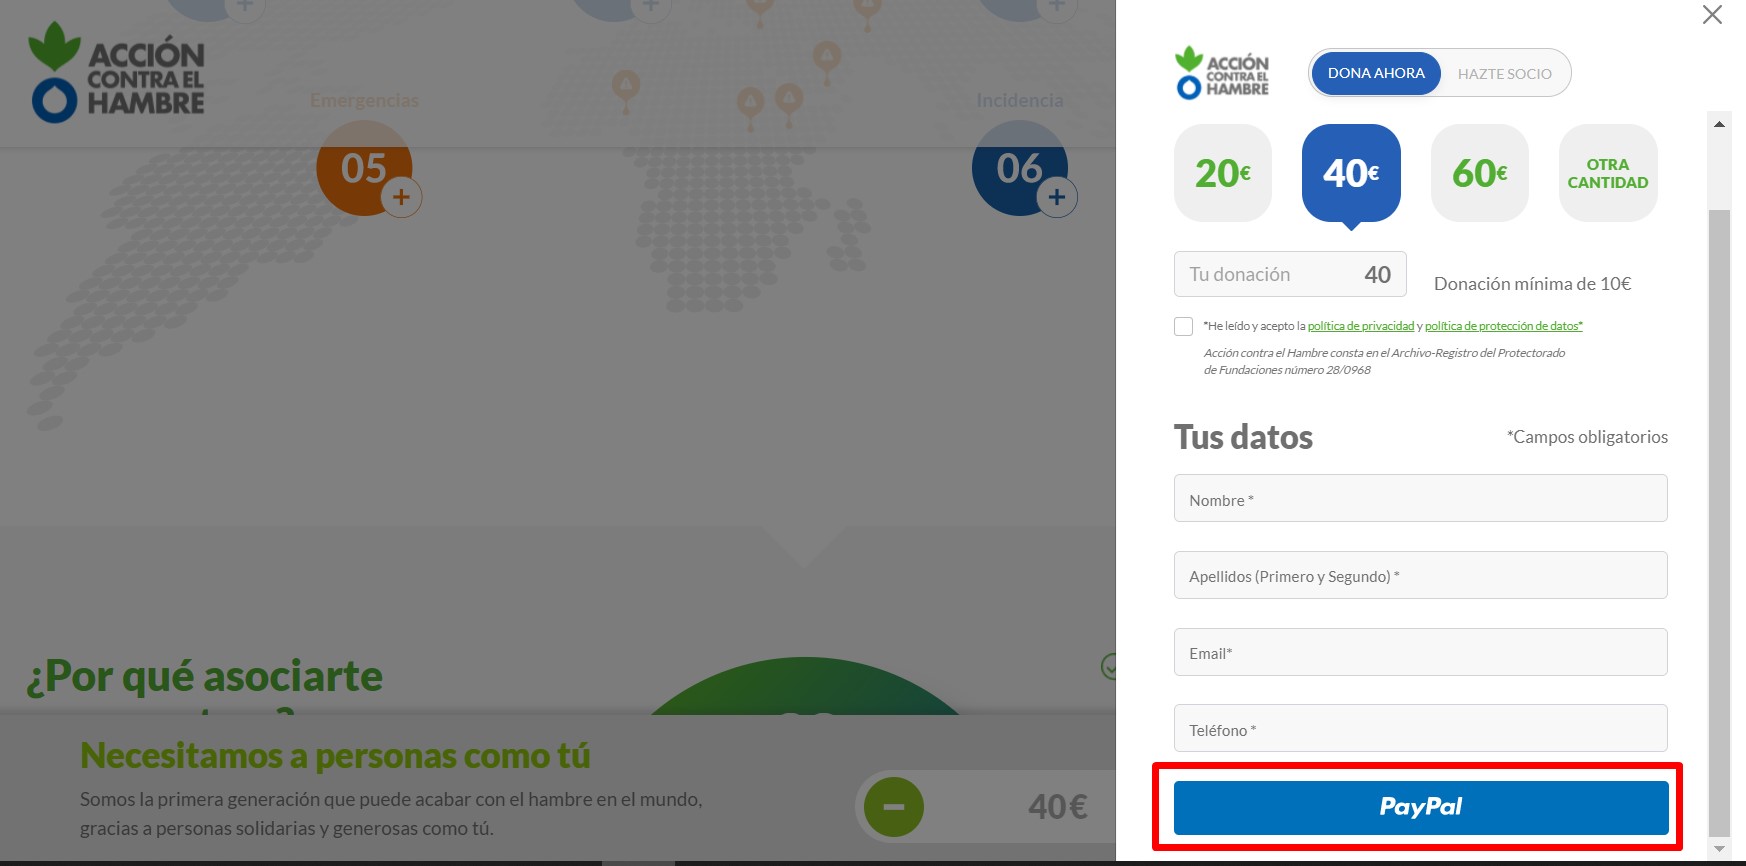 ACCIÓN
CONTRA EL
HAMBRE
Emergencias
05
Incidencia
06
¿Por qué asociarte
Necesitamos a personas como tú
Somos la primera generación que puede acabar con el hambre en el mundo,
gracias a personas solidarias y generosas como tú.
40€
ACCIÓN
CONTRA EL
HAMBRE
DONA AHORA
HAZTE SOCIO
20€
40€
60€
OTRA
CANTIDAD
Tu donación 40
Donación mínima de 10€
*He leído y acepto la política de privacidad y política de protección de datos*
Acción contra el Hambre consta en el Archivo-Registro del Protectorado
de Fundaciones número 28/0968
Tus datos
*Campos obligatorios
Nombre *
Apellidos (Primero y Segundo) *
Email*
Teléfono *
PayPal